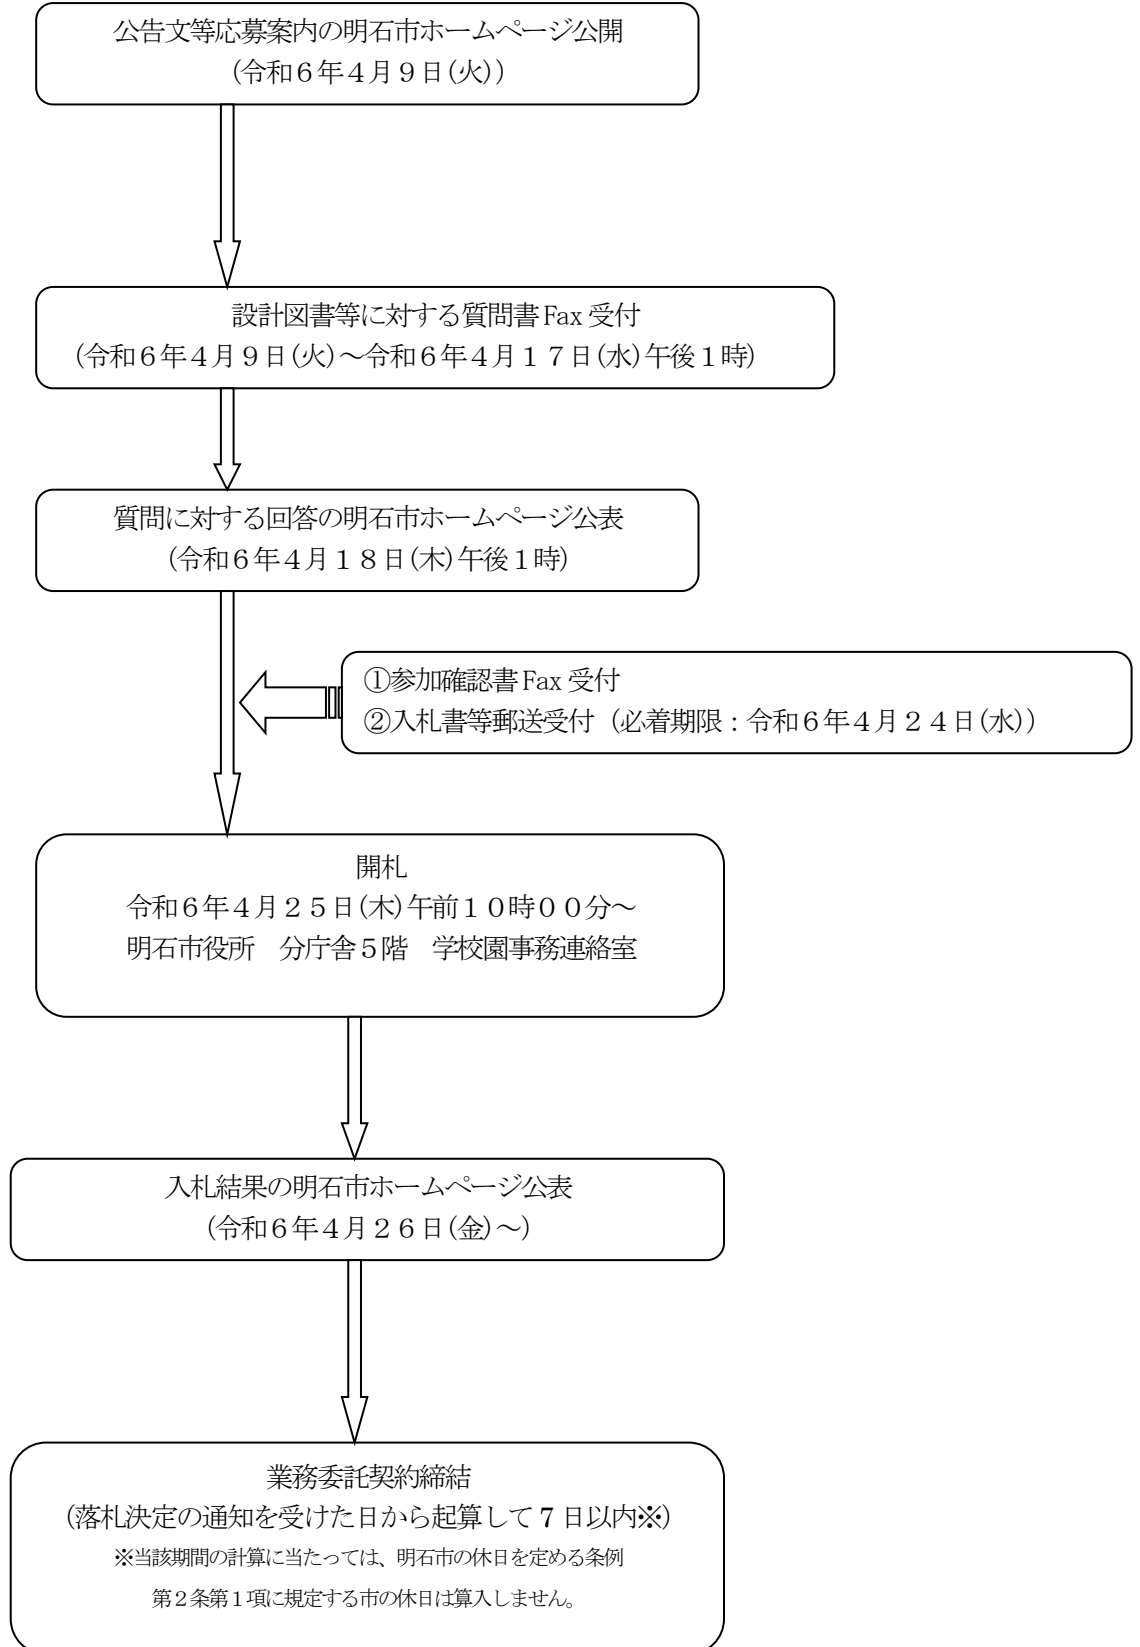 公告文等応募案内の明石市ホームページ公開
(令和６年４月９日(火))
設計図書等に対する質問書 Fax 受付
(令和６年４月９日(火)～令和６年４月１７日(水)午後１時)
質問に対する回答の明石市ホームページ公表
(令和６年４月１８日(木)午後１時)
①参加確認書 Fax 受付
②入札書等郵送受付（必着期限：令和６年４月２４日(水)）
開札
令和６年４月２５日(木)午前１０時００分～
明石市役所　分庁舎５階　学校園事務連絡室
入札結果の明石市ホームページ公表
(令和６年４月２６日(金)～)
業務委託契約締結
(落札決定の通知を受けた日から起算して 7 日以内※)
※当該期間の計算に当たっては、明石市の休日を定める条例
第２条第１項に規定する市の休日は算入しません。